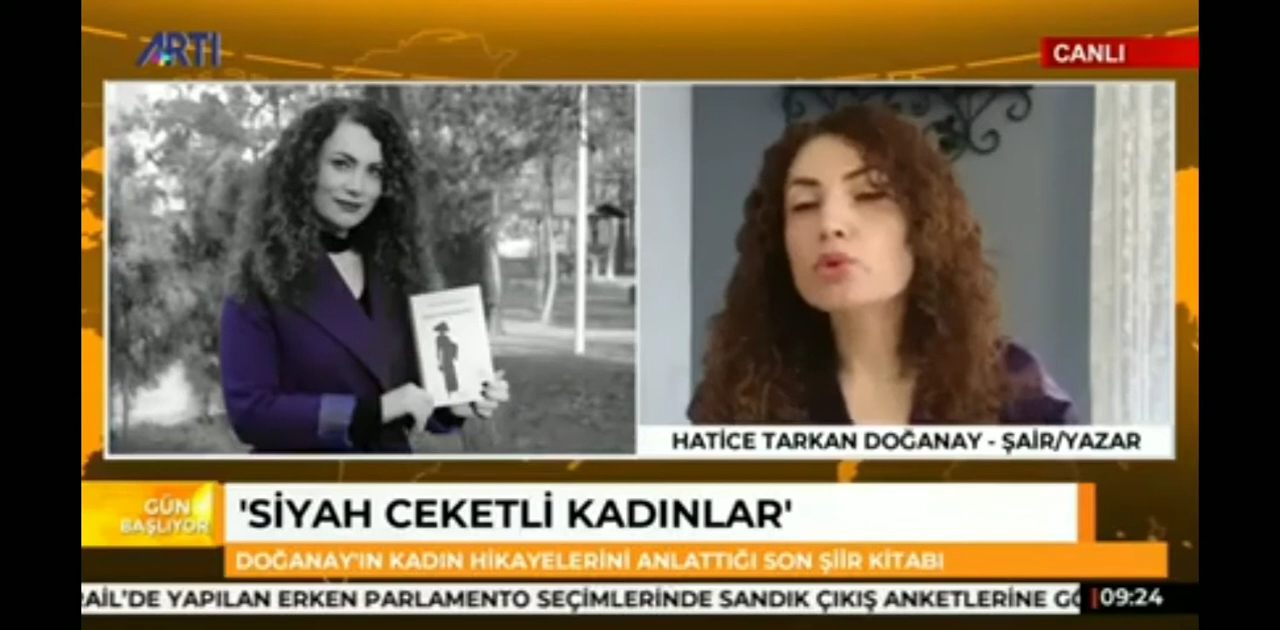 ARTI
CANLI
HATİCE TARKAN DOĞANAY - ŞAİR/YAZAR
GÜN
BAŞLIYOR
'SİYAH CEKETLİ KADINLAR'
DOĞANAY'IN KADIN HİKAYELERİNİ ANLATTIĞI SON ŞİİR KİTABI
RAİL'DE YAPILAN ERKEN PARLAMENTO SEÇİMLERİNDE SANDIK ÇIKIŞ ANKETLERİNE GÖ
09:24